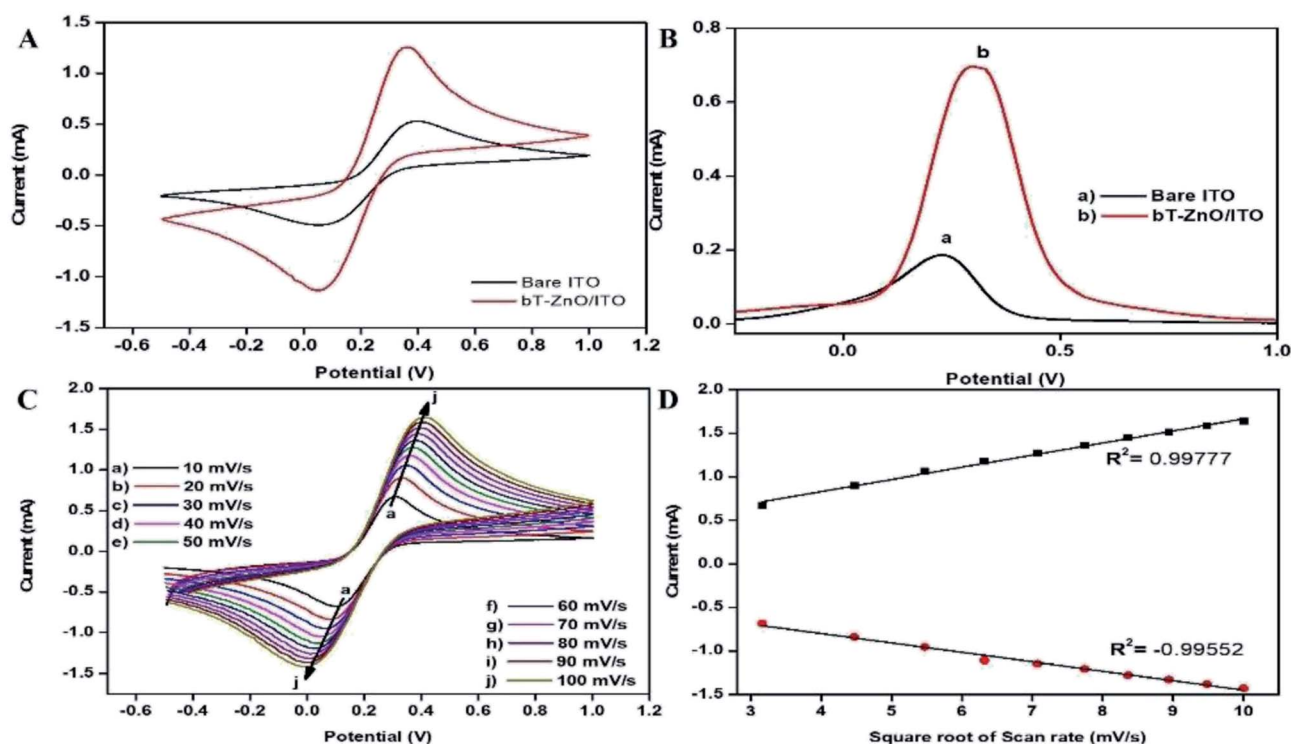 A
Current (mA)
1.5
1.0
0.5
0.0
-0.5
-1.0
-1.5
Bare ITO
bT-ZnO/ITO
-0.6 -0.4 -0.2 0.0 0.2 0.4 0.6 0.8 1.0 1.2
Potential (V)
B
Current (mA)
0.8
0.6
0.4
0.2
0.0
b
a
a) Bare ITO
b) bT-ZnO/ITO
0.0 0.5 1.0
Potential (V)
C
Current (mA)
2.0
1.5
1.0
0.5
0.0
-0.5
-1.0
-1.5
j
a
a
j
a) 10 mV/s
b) 20 mV/s
c) 30 mV/s
d) 40 mV/s
e) 50 mV/s
f) 60 mV/s
g) 70 mV/s
h) 80 mV/s
i) 90 mV/s
j) 100 mV/s
-0.6 -0.4 -0.2 0.0 0.2 0.4 0.6 0.8 1.0 1.2
Potential (V)
D
Current (mA)
2.0
1.5
1.0
0.5
0.0
-0.5
-1.0
-1.5
R²= 0.99777
R²= -0.99552
3 4 5 6 7 8 9 10
Square root of Scan rate (mV/s)